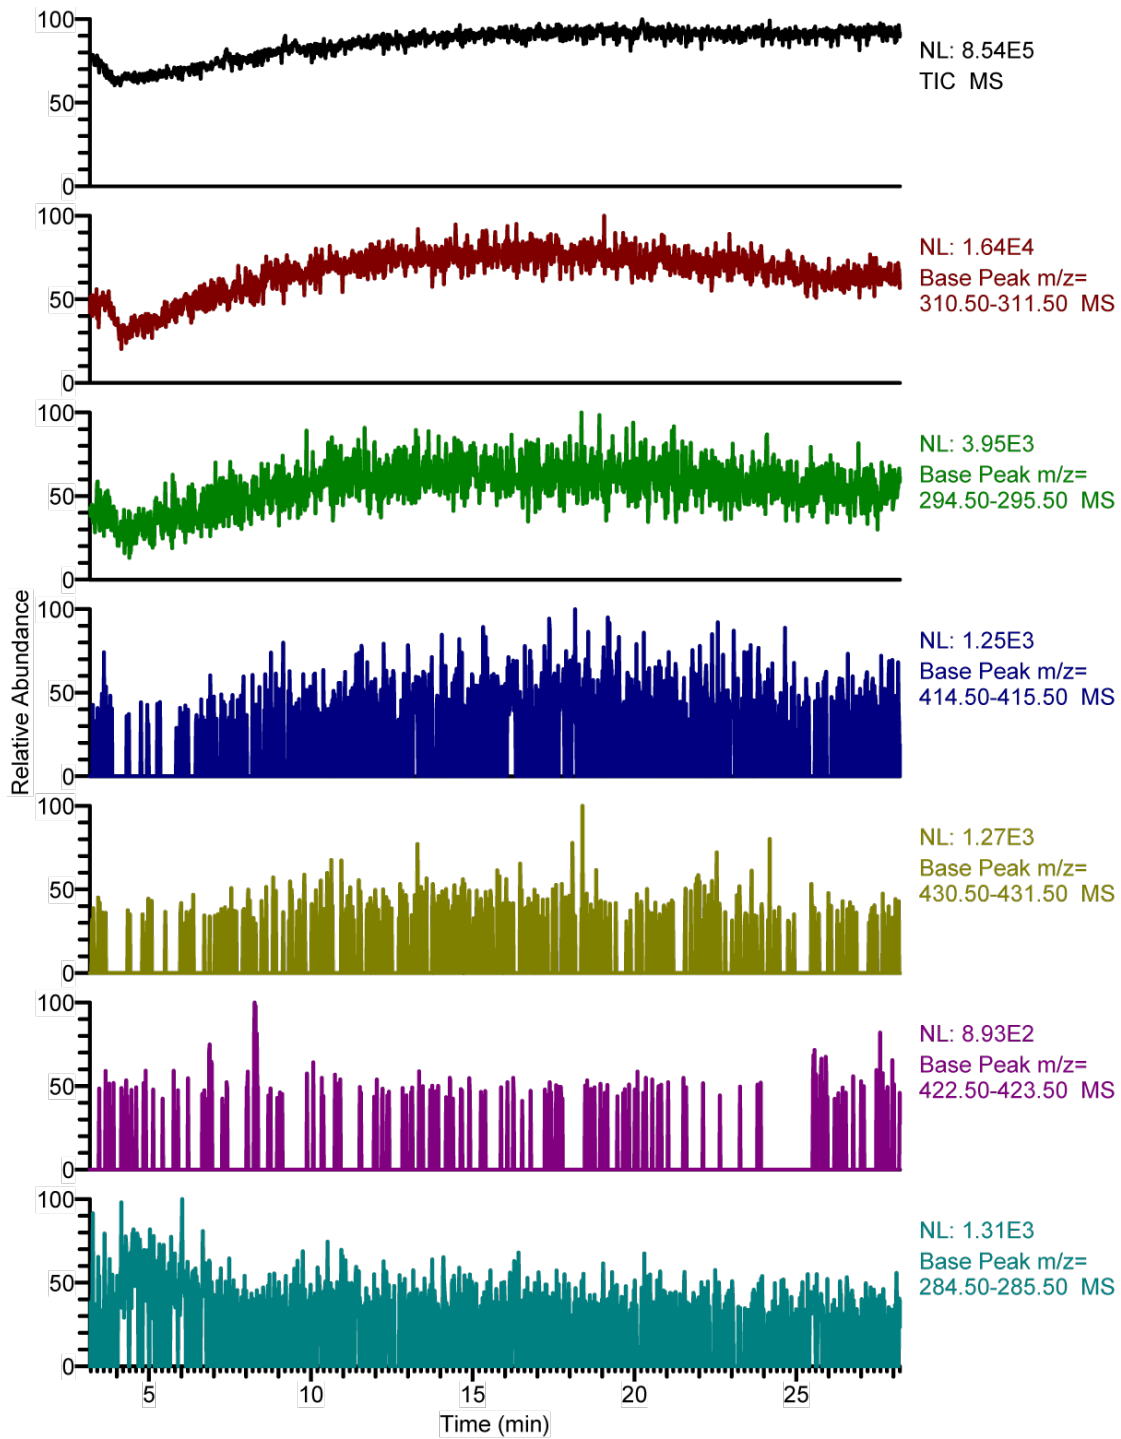 100
50
0
NL: 8.54E5
TIC MS
100
50
0
NL: 1.64E4
Base Peak m/z=
310.50-311.50 MS
100
50
0
NL: 3.95E3
Base Peak m/z=
294.50-295.50 MS
Relative Abundance
100
50
0
NL: 1.25E3
Base Peak m/z=
414.50-415.50 MS
100
50
0
NL: 1.27E3
Base Peak m/z=
430.50-431.50 MS
100
50
0
NL: 8.93E2
Base Peak m/z=
422.50-423.50 MS
100
50
0
NL: 1.31E3
Base Peak m/z=
284.50-285.50 MS
5 10 15 20 25
Time (min)